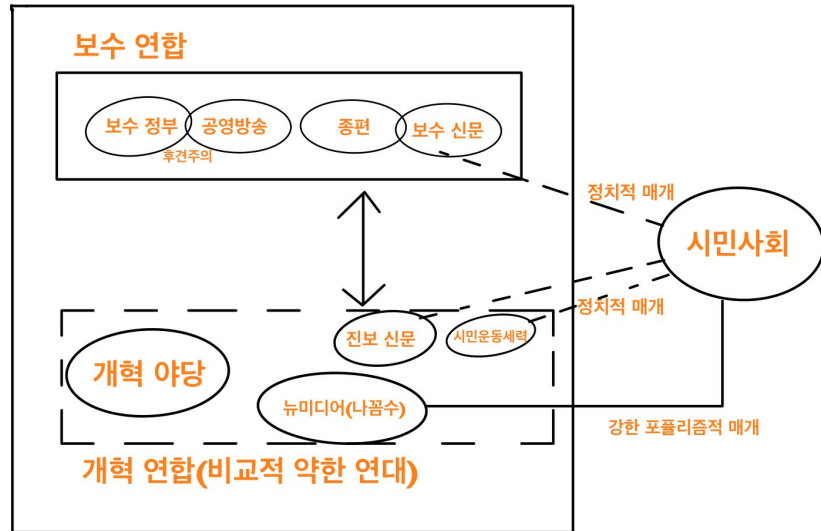 보수 연합
보수 정부
공영방송
종편
보수 신문
후견주의
정치적 매개
시민사회
정치적 매개
진보 신문
시민운동세력
개혁 야당
뉴미디어(나꼼수)
강한 포퓰리즘적 매개
개혁 연합(비교적 약한 연대)